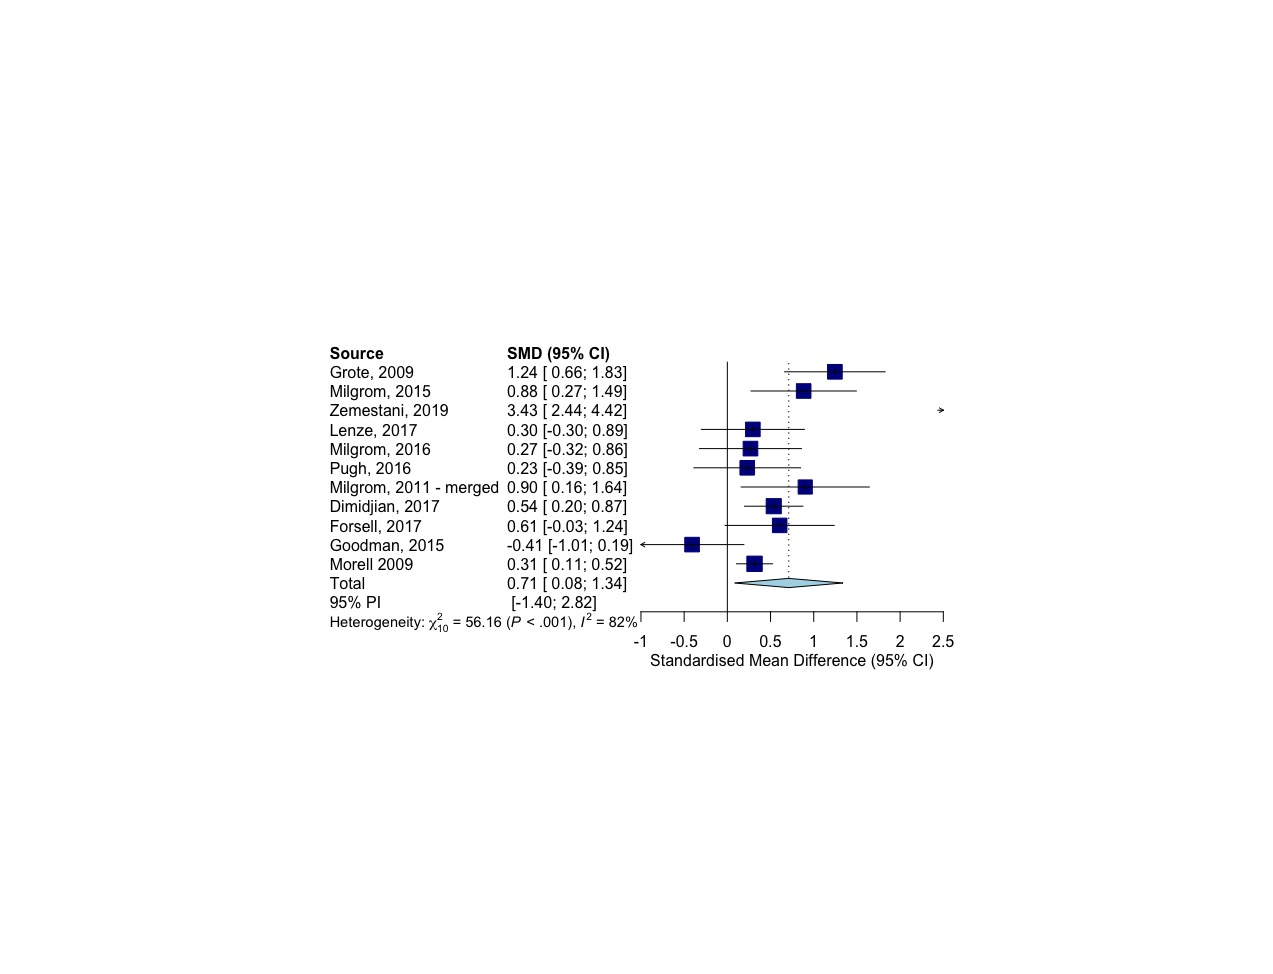 Source SMD (95% CI)
Grote, 2009 1.24 [ 0.66; 1.83]
Milgrom, 2015 0.88 [ 0.27; 1.49]
Zemestani, 2019 3.43 [ 2.44; 4.42]
Lenze, 2017 0.30 [-0.30; 0.89]
Milgrom, 2016 0.27 [-0.32; 0.86]
Pugh, 2016 0.23 [-0.39; 0.85]
Milgrom, 2011 - merged 0.90 [ 0.16; 1.64]
Dimidjian, 2017 0.54 [ 0.20; 0.87]
Forsell, 2017 0.61 [-0.03; 1.24]
Goodman, 2015 -0.41 [-1.01; 0.19]
Morell 2009 0.31 [ 0.11; 0.52]
Total 0.71 [ 0.08; 1.34]
95% PI [-1.40; 2.82]
Heterogeneity: χ²₁₀ = 56.16 (P < .001), I² = 82%
-1 -0.5 0 0.5 1 1.5 2 2.5
Standardised Mean Difference (95% CI)